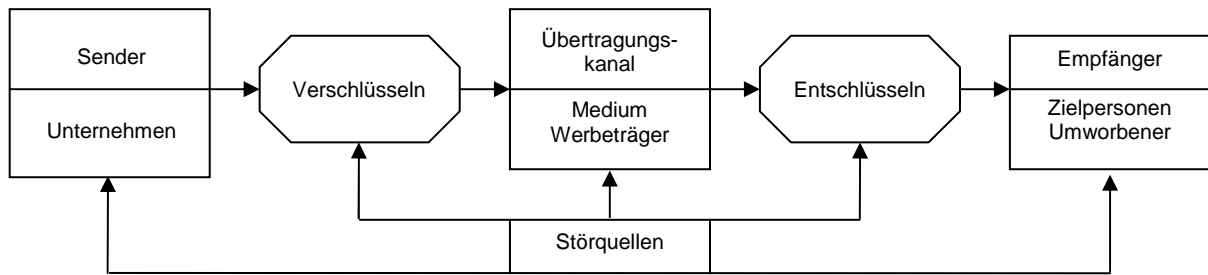 Sender
Unternehmen
Verschlüsseln
Übertragungs-
kanal
Medium
Werbeträger
Entschlüsseln
Empfänger
Zielpersonen
Umworbener
Störquellen